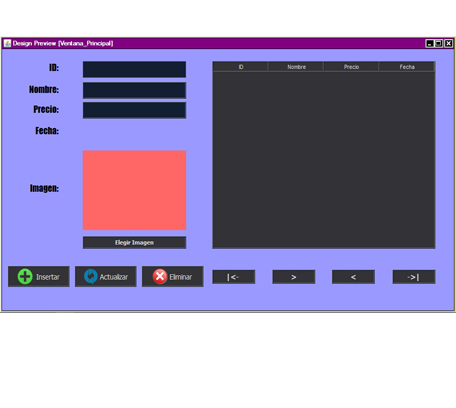 Design Preview [Ventana_Principal]
ID:
Nombre:
Precio:
Fecha:
Imagen:
Elegir Imagen
ID Nombre Precio Fecha
Insertar Actualizar Eliminar |<- > < ->|